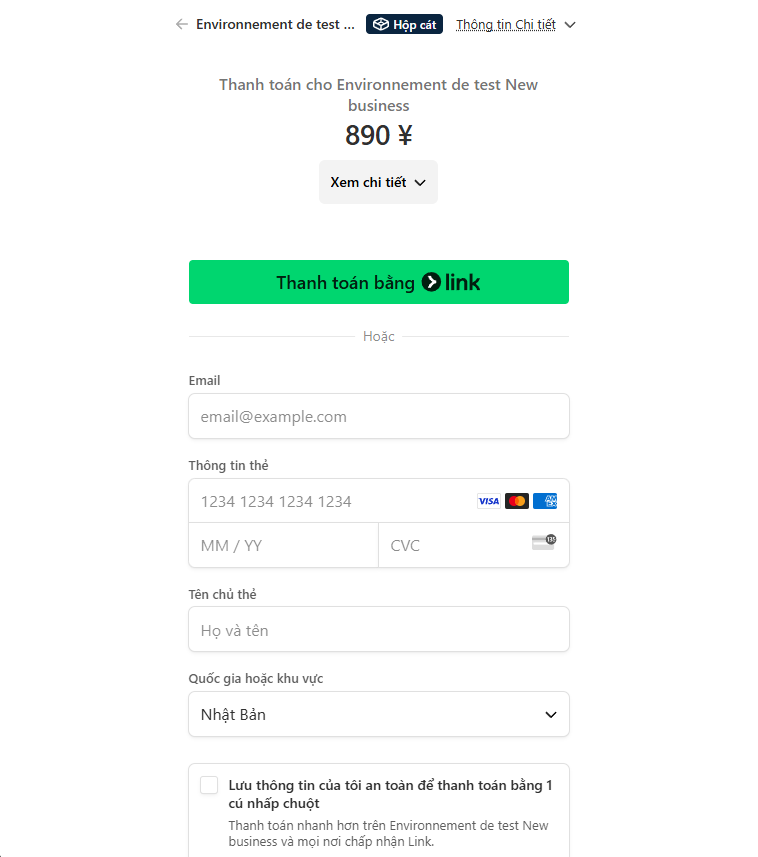 Environnement de test ... Hộp cát Thông tin Chi tiết
Thanh toán cho Environnement de test New
business
890 ¥
Xem chi tiết
Thanh toán bằng link
Hoặc
Email
email@example.com
Thông tin thẻ
1234 1234 1234 1234 VISA AMEX
MM / YY CVC 135
Tên chủ thẻ
Họ và tên
Quốc gia hoặc khu vực
Nhật Bản
Lưu thông tin của tôi an toàn để thanh toán bằng 1
cú nhấp chuột
Thanh toán nhanh hơn trên Environnement de test New
business và mọi nơi chấp nhận Link.